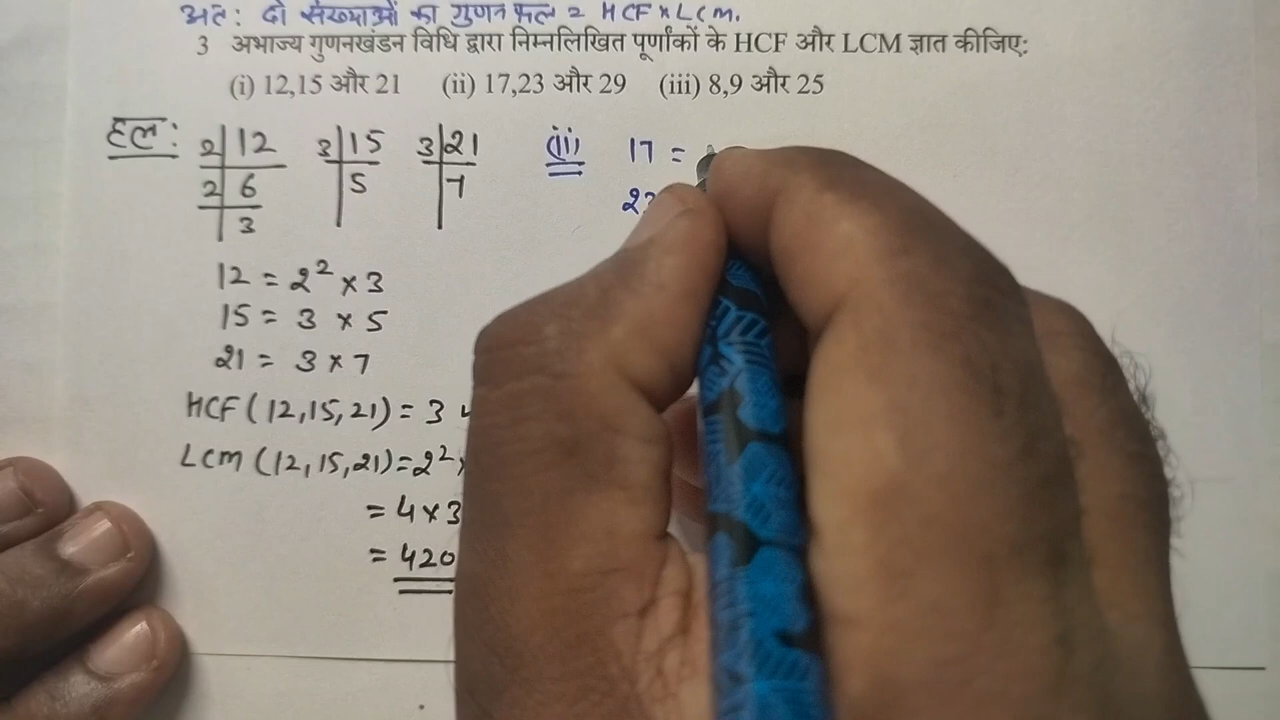 अतः दो संख्याओं का गुणनफल = HCF x LCM.
3 अभाज्य गुणनखंडन विधि द्वारा निम्नलिखित पूर्णांकों के HCF और LCM ज्ञात कीजिए:
(i) 12,15 और 21 (ii) 17,23 और 29 (iii) 8,9 और 25
हल: 2 12 3 15 3 21 (ii) 17 =
2 6 5 7
3
12 = 2² x 3
15 = 3 x 5
21 = 3 x 7
HCF (12,15,21) = 3
LCM (12,15,21) = 2²
= 4 x 3
= 420